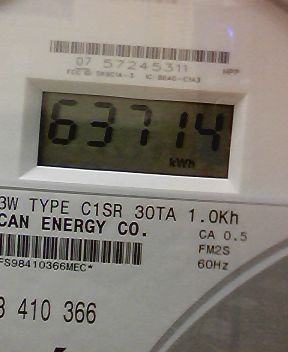 07 57245311
63714
kWh
3W TYPE C1SR 30TA 1.0Kh
CAN ENERGY CO.
CA 0.5
FM2S
60Hz
FS98410366MEC*
410 366